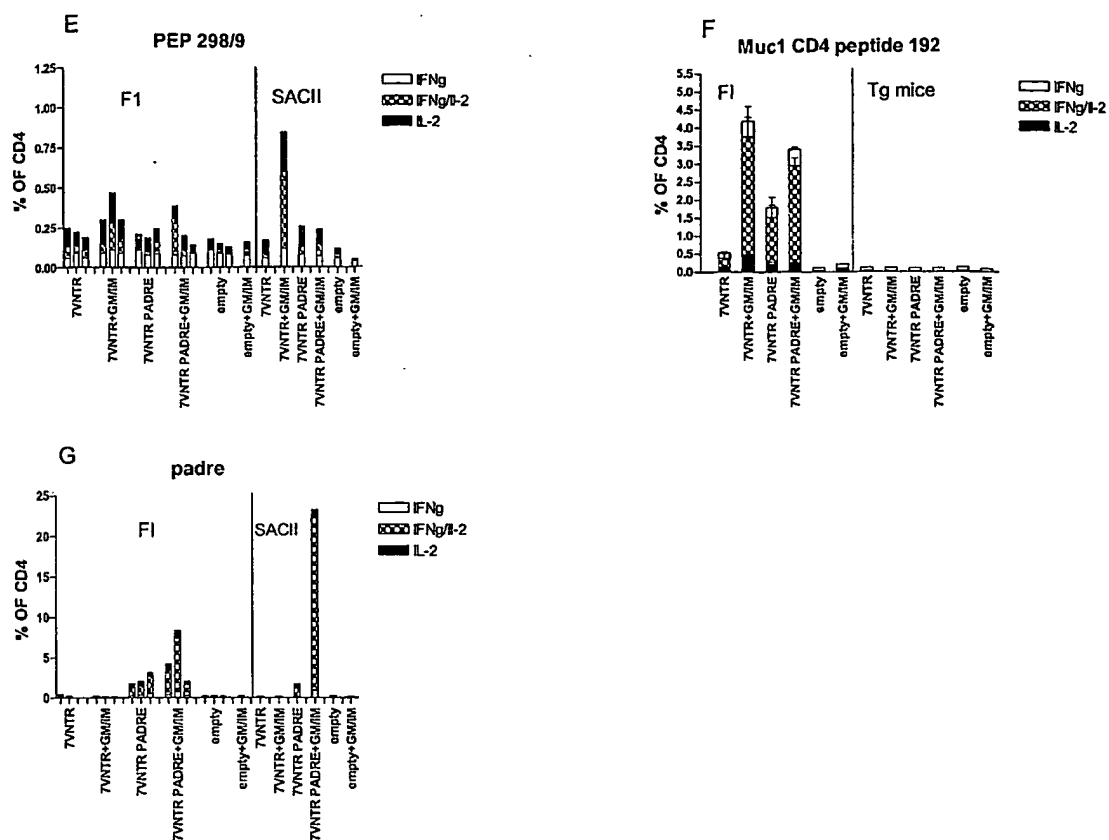 E
PEP 298/9
1.25
1.00
0.75
0.50
0.25
0.00
% OF CD4
F1
SACII
IFNg
IFNg/Il-2
IL-2
7VNTR
7VNTR+GM/IM
7VNTR PADRE
7VNTR PADRE+GM/IM
empty
empty+GM/IM
7VNTR
7VNTR+GM/IM
7VNTR PADRE
7VNTR PADRE+GM/IM
empty
empty+GM/IM
F
Muc1 CD4 peptide 192
5.5
5.0
4.5
4.0
3.5
3.0
2.5
2.0
1.5
1.0
0.5
0.0
% OF CD4
FI
Tg mice
IFNg
IFNg/Il-2
IL-2
7VNTR
7VNTR+GM/IM
7VNTR PADRE
7VNTR PADRE+GM/IM
empty
empty+GM/IM
7VNTR
7VNTR+GM/IM
7VNTR PADRE
7VNTR PADRE+GM/IM
empty
empty+GM/IM
G
padre
25
20
15
10
5
0
% OF CD4
FI
SACII
IFNg
IFNg/Il-2
IL-2
7VNTR
7VNTR+GM/IM
7VNTR PADRE
7VNTR PADRE+GM/IM
empty
empty+GM/IM
7VNTR
7VNTR+GM/IM
7VNTR PADRE
7VNTR PADRE+GM/IM
empty
empty+GM/IM